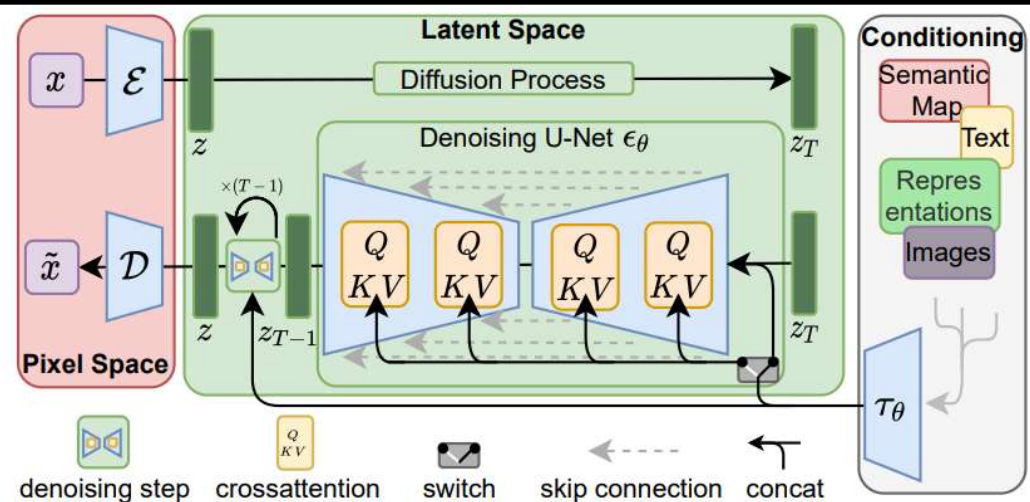 Latent Space
Conditioning
x
ℰ
Diffusion Process
Semantic
Map
Text
z
Denoising U-Net ϵ_θ
z_T
×(T−1)
Repres
entations
Images
Q
KV
Q
KV
Q
KV
Q
KV
x̃
𝒟
z
z_{T−1}
z_T
Pixel Space
τ_θ
Q
KV
denoising step
crossattention
switch
skip connection
concat